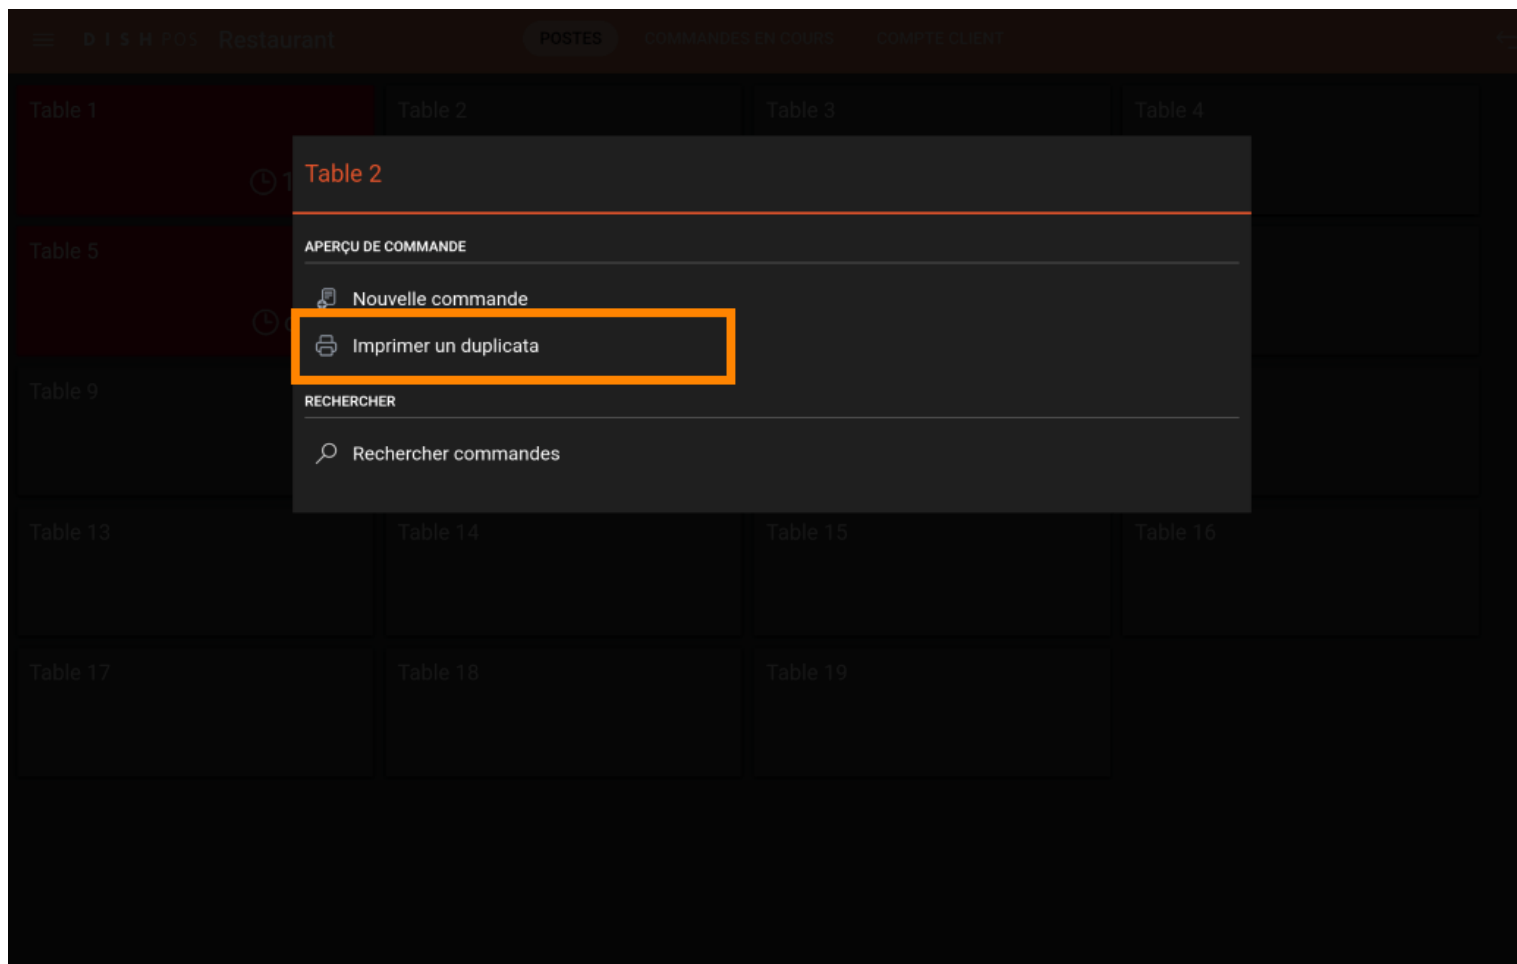 DISH POS Restaurant POSTES COMMANDES EN COURS COMPTE CLIENT
Table 1 Table 2 Table 3 Table 4
Table 2
APERÇU DE COMMANDE
Table 5
Nouvelle commande
Imprimer un duplicata
Table 9
RECHERCHER
Rechercher commandes
Table 13 Table 14 Table 15 Table 16
Table 17 Table 18 Table 19